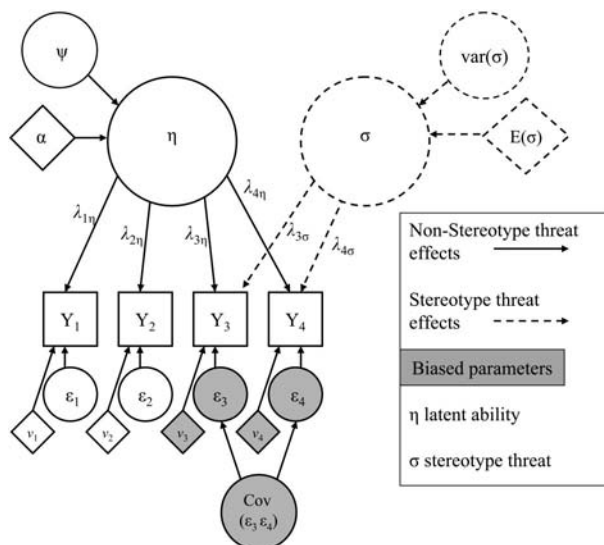 ψ
var(σ)
α
η
σ
E(σ)
λ1η
λ2η
λ3η
λ4η
λ3σ
λ4σ
Y1
Y2
Y3
Y4
ε1
ε2
ε3
ε4
v1
v2
v3
v4
Cov
(ε3 ε4)
Non-Stereotype threat
effects
Stereotype threat
effects
Biased parameters
η latent ability
σ stereotype threat